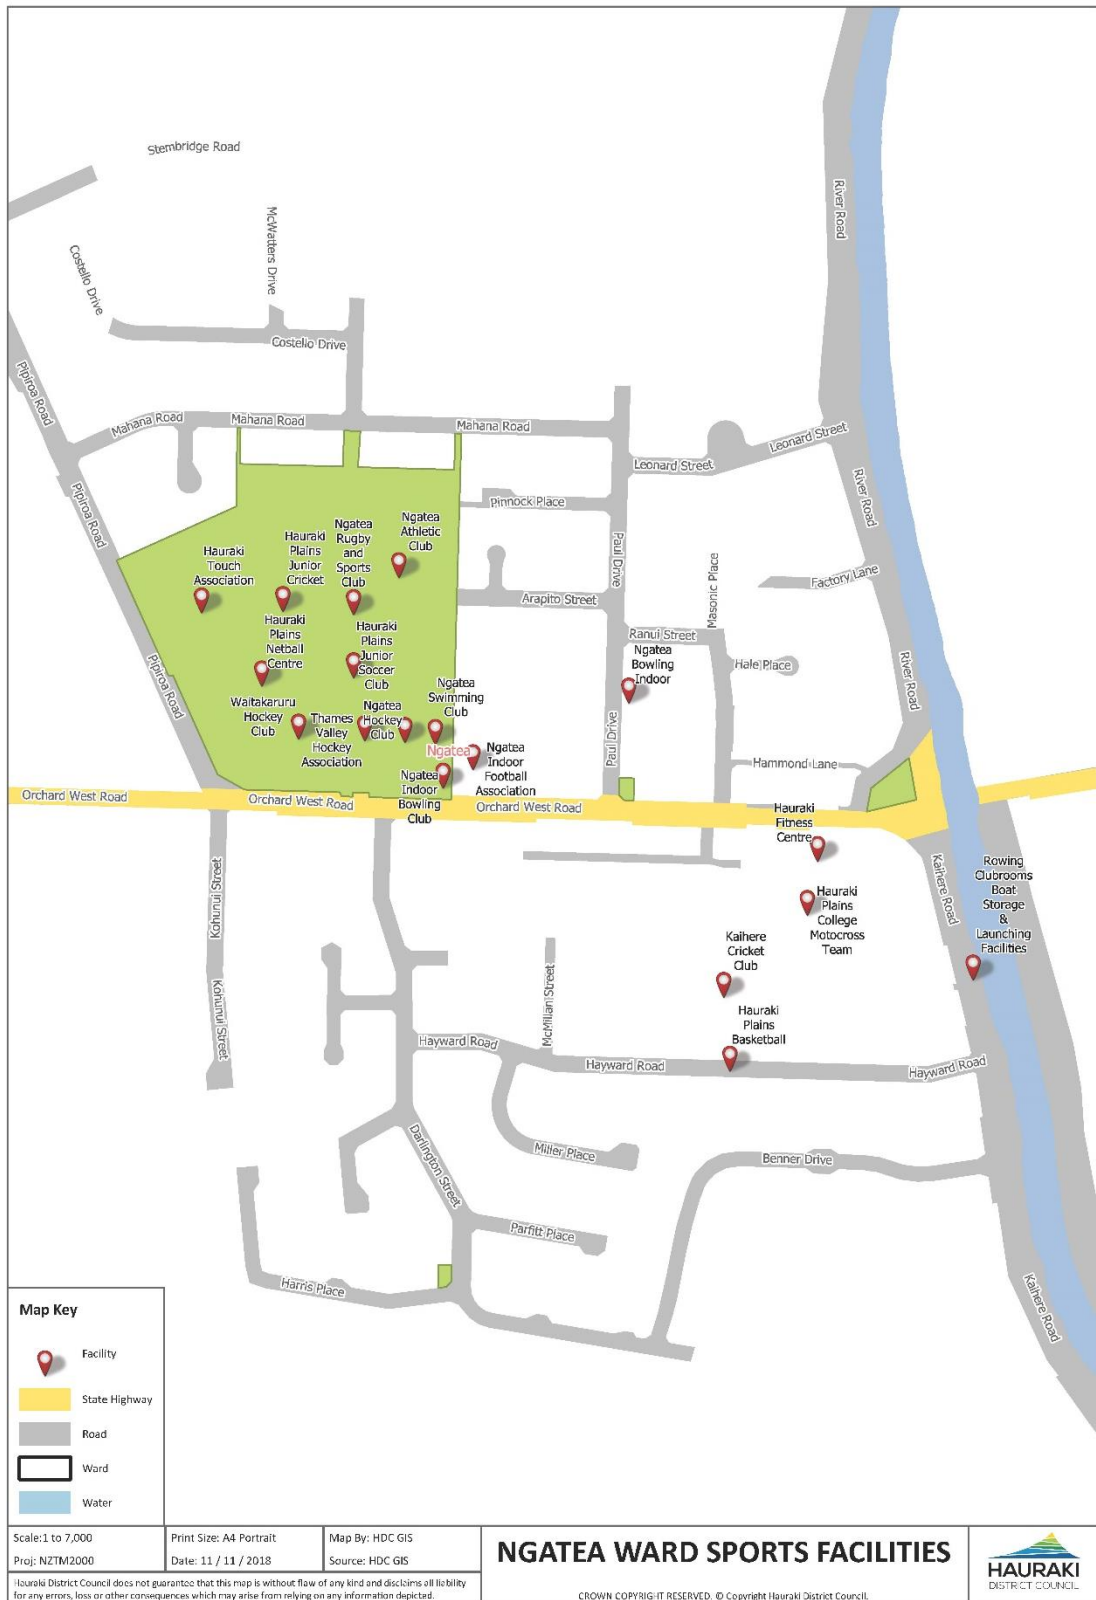 Stembridge Road
McWatters Drive
Costello Drive
Costello Drive
River Road
Pipiroa Road
Mahana Road
Mahana Road
Mahana Road
Leonard Street
Leonard Street
Pipiroa Road
Pinnock Place
River Road
Ngatea
Athletic
Club
Ngatea
Rugby
and
Sports
Club
Hauraki
Plains
Junior
Cricket
Hauraki
Touch
Association
Paul Drive
Masonic Place
Factory Lane
Arapito Street
Hauraki
Plains
Netball
Centre
Hauraki
Plains
Junior
Soccer
Club
Ranui Street
Ngatea
Bowling
Indoor
Hale Place
River Road
Pipiroa Road
Waitakaruru
Hockey
Club
Thames
Valley
Hockey
Association
Ngatea
Hockey
Club
Ngatea
Swimming
Club
Ngatea
Ngatea
Indoor
Football
Association
Ngatea
Indoor
Bowling
Club
Paul Drive
Hammond Lane
Orchard West Road
Orchard West Road
Orchard West Road
Hauraki
Fitness
Centre
Kohunui Street
Kohunui Street
Kaihere Road
Rowing
Clubrooms
Boat
Storage
&
Launching
Facilities
Hauraki
Plains
College
Motocross
Team
Kaihere
Cricket
Club
McMillan Street
Hauraki
Plains
Basketball
Hayward Road
Hayward Road
Hayward Road
Darlington Street
Miller Place
Benner Drive
Parfitt Place
Harris Place
Kaihere Road
Map Key
Facility
State Highway
Road
Ward
Water
Scale:1 to 7,000
Proj: NZTM2000
Print Size: A4 Portrait
Date: 11 / 11 / 2018
Map By: HDC GIS
Source: HDC GIS
Hauraki District Council does not guarantee that this map is without flaw of any kind and disclaims all liability
for any errors, loss or other consequences which may arise from relying on any information depicted.
NGATEA WARD SPORTS FACILITIES
CROWN COPYRIGHT RESERVED. © Copyright Hauraki District Council.
HAURAKI
DISTRICT COUNCIL